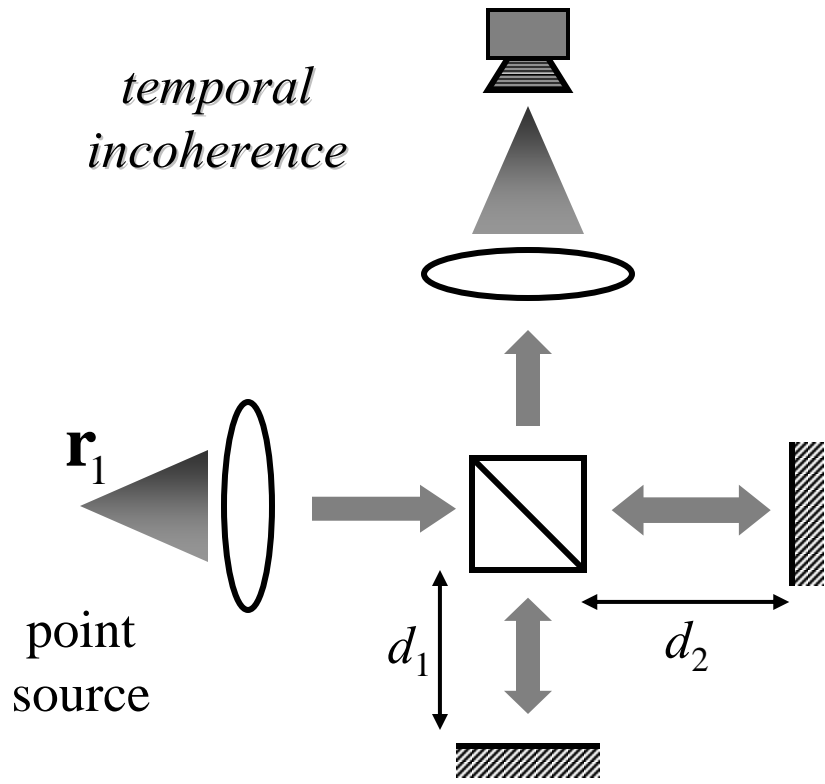 temporal
incoherence
r₁
point
source
d₁
d₂